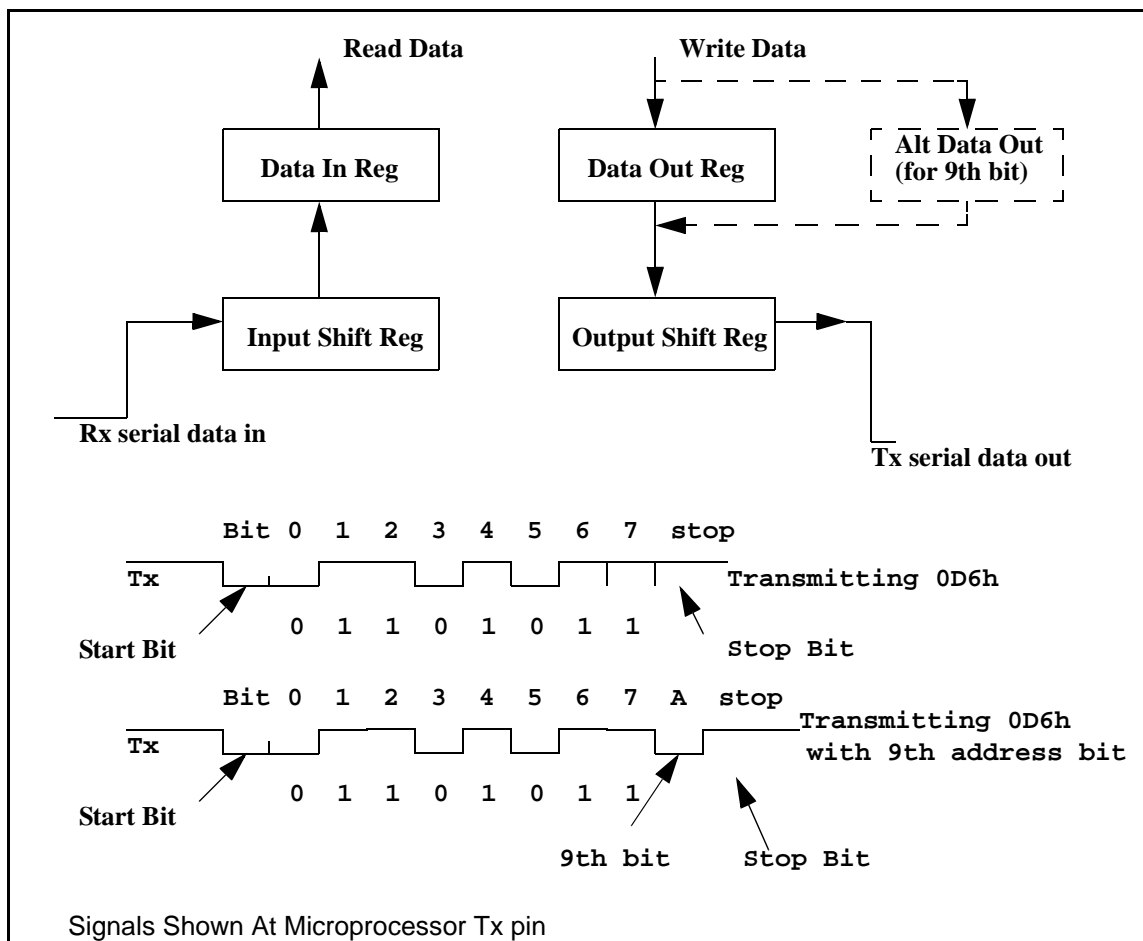 Read Data
Write Data
Data In Reg
Data Out Reg
Alt Data Out
(for 9th bit)
Input Shift Reg
Output Shift Reg
Rx serial data in
Tx serial data out
Bit 0 1 2 3 4 5 6 7 stop
Tx
Transmitting 0D6h
0 1 1 0 1 0 1 1
Start Bit
Stop Bit
Bit 0 1 2 3 4 5 6 7 A stop
Tx
Transmitting 0D6h
with 9th address bit
0 1 1 0 1 0 1 1
Start Bit
9th bit
Stop Bit
Signals Shown At Microprocessor Tx pin